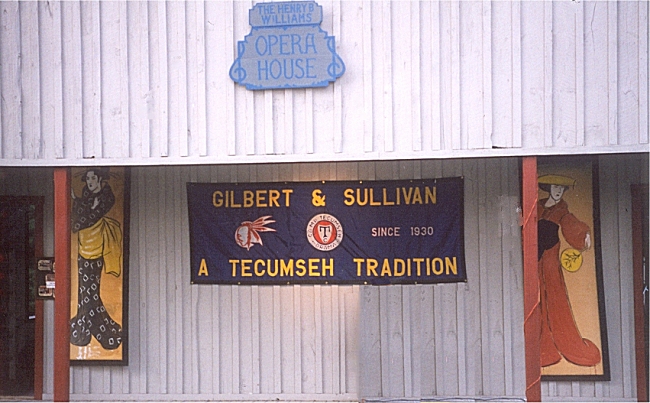 THE HENRY B
WILLIAMS
OPERA
HOUSE
GILBERT & SULLIVAN
SINCE 1930
A TECUMSEH TRADITION